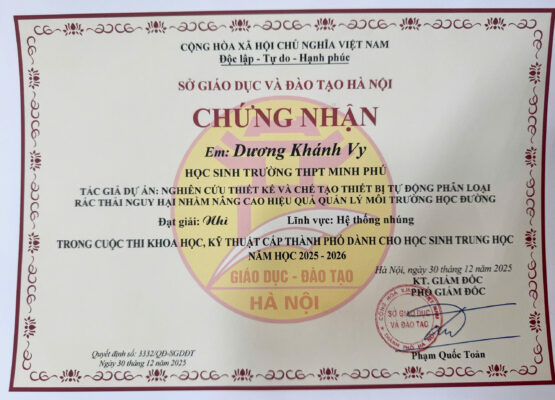 CỘNG HÒA XÃ HỘI CHỦ NGHĨA VIỆT NAM
Độc lập - Tự do - Hạnh phúc
SỞ GIÁO DỤC VÀ ĐÀO TẠO HÀ NỘI
CHỨNG NHẬN
Em: Dương Khánh Vy
HỌC SINH TRƯỜNG THPT MINH PHÚ
TÁC GIẢ DỰ ÁN: NGHIÊN CỨU THIẾT KẾ VÀ CHẾ TẠO THIẾT BỊ TỰ ĐỘNG PHÂN LOẠI
RÁC THẢI NGUY HẠI NHẰM NÂNG CAO HIỆU QUẢ QUẢN LÝ MÔI TRƯỜNG HỌC ĐƯỜNG
Đạt giải: Nhì Lĩnh vực: Hệ thống nhúng
TRONG CUỘC THI KHOA HỌC, KỸ THUẬT CẤP THÀNH PHỐ DÀNH CHO HỌC SINH TRUNG HỌC
NĂM HỌC 2025 - 2026
GIÁO DỤC - ĐÀO TẠO
HÀ NỘI
Hà Nội, ngày 30 tháng 12 năm 2025
KT. GIÁM ĐỐC
PHÓ GIÁM ĐỐC
SỞ GIÁO DỤC
VÀ ĐÀO TẠO
Phạm Quốc Toản
Quyết định số: 3332/QĐ-SGDĐT
Ngày 30 tháng 12 năm 2025